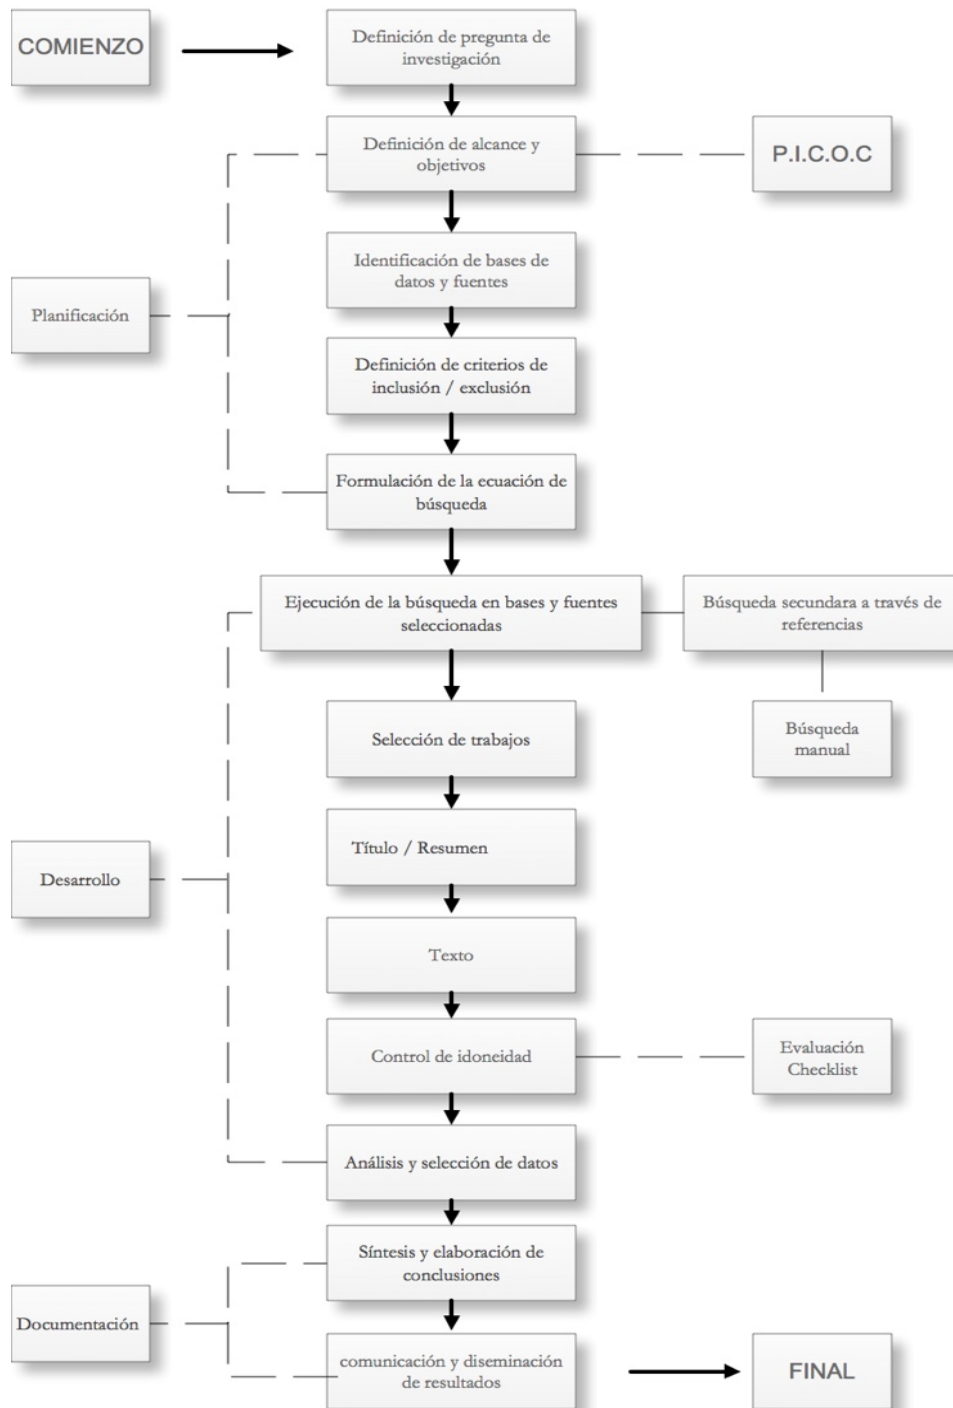 COMIENZO
Definición de pregunta de
investigación
Definición de alcance y
objetivos
P.I.C.O.C
Identificación de bases de
datos y fuentes
Planificación
Definición de criterios de
inclusión / exclusión
Formulación de la ecuación de
búsqueda
Ejecución de la búsqueda en bases y fuentes
seleccionadas
Búsqueda secundara a través de
referencias
Selección de trabajos
Búsqueda
manual
Título / Resumen
Desarrollo
Texto
Control de idoneidad
Evaluación
Checklist
Análisis y selección de datos
Síntesis y elaboración de
conclusiones
Documentación
comunicación y diseminación
de resultados
FINAL